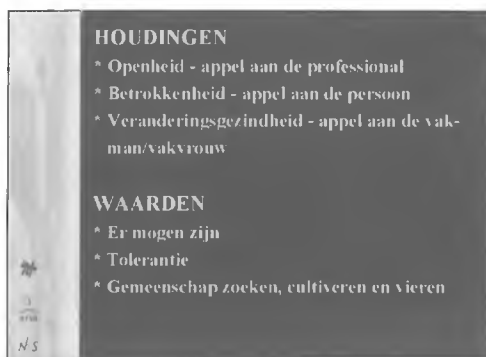 HOUDINGEN
* Openheid - appel aan de professional
* Betrokkenheid - appel aan de persoon
* Veranderingsgezindheid - appel aan de vak-
man/vakvrouw
WAARDEN
* Er mogen zijn
* Tolerantie
* Gemeenschap zoeken, cultiveren en vieren
NS